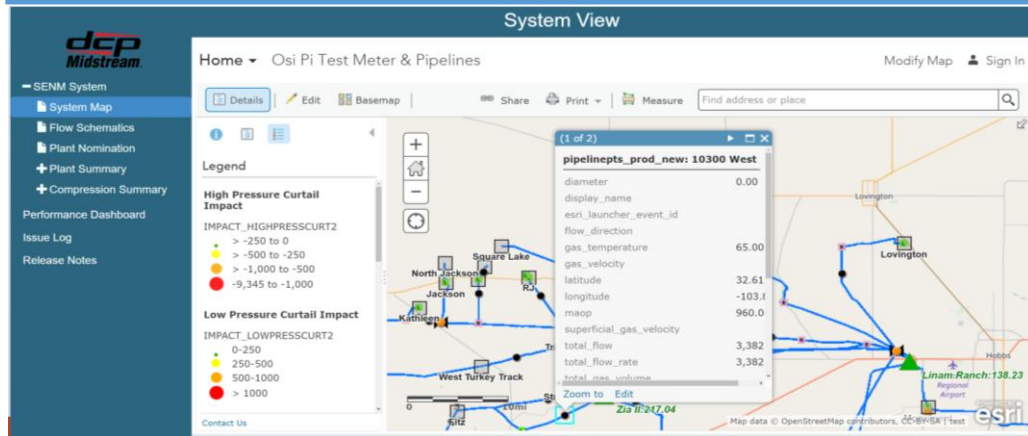 System View
dcp
Midstream.
SENM System
System Map
Flow Schematics
Plant Nomination
Plant Summary
Compression Summary
Performance Dashboard
Issue Log
Release Notes
Home Osi Pi Test Meter & Pipelines
Modify Map Sign In
Details Edit Basemap Share Print Measure Find address or place
Legend
High Pressure Curtail
Impact
IMPACT_HIGHPRESSCURT2
> -250 to 0
> -500 to -250
> -1,000 to -500
-9,345 to -1,000
Low Pressure Curtail Impact
IMPACT_LOWPRESSCURT2
0-250
250-500
500-1000
> 1000
Contact Us
(1 of 2)
pipelinepts_prod_new: 10300 West
diameter 0.00
display_name
esri_launcher_event_id
flow_direction
gas_temperature 65.00
gas_velocity
latitude 32.61
longitude
maop 960.0
superficial_gas_velocity
total_flow 3,382
total_flow_rate 3,382
total_gas_volume
Zoom to Edit
Square Lake
North Jackson
Jackson
RJ
Kathleen
West Turkey Track
Zia II:217.04
Lovington
Lovington
Hobbs
Linam:Ranch:138.23
Regional
Airport
Map data © OpenStreetMap contributors, CC-BY-SA | test
esri